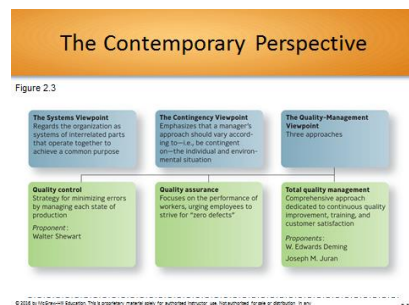 The Contemporary Perspective
Figure 2.3
The Systems Viewpoint
Regards the organization as
systems of interrelated parts
that operate together to
achieve a common purpose
The Contingency Viewpoint
Emphasizes that a manager's
approach should vary accord-
ing to—i.e., be contingent
on—the individual and environ-
mental situation
The Quality-Management
Viewpoint
Three approaches
Quality control
Strategy for minimizing errors
by managing each state of
production
Proponent:
Walter Shewart
Quality assurance
Focuses on the performance of
workers, urging employees to
strive for "zero defects"
Total quality management
Comprehensive approach
dedicated to continuous quality
improvement, training, and
customer satisfaction
Proponents:
W. Edwards Deming
Joseph M. Juran
© 2016 by McGraw-Hill Education. This is proprietary material solely for authorized instructor use. Not authorized for sale or distribution in any